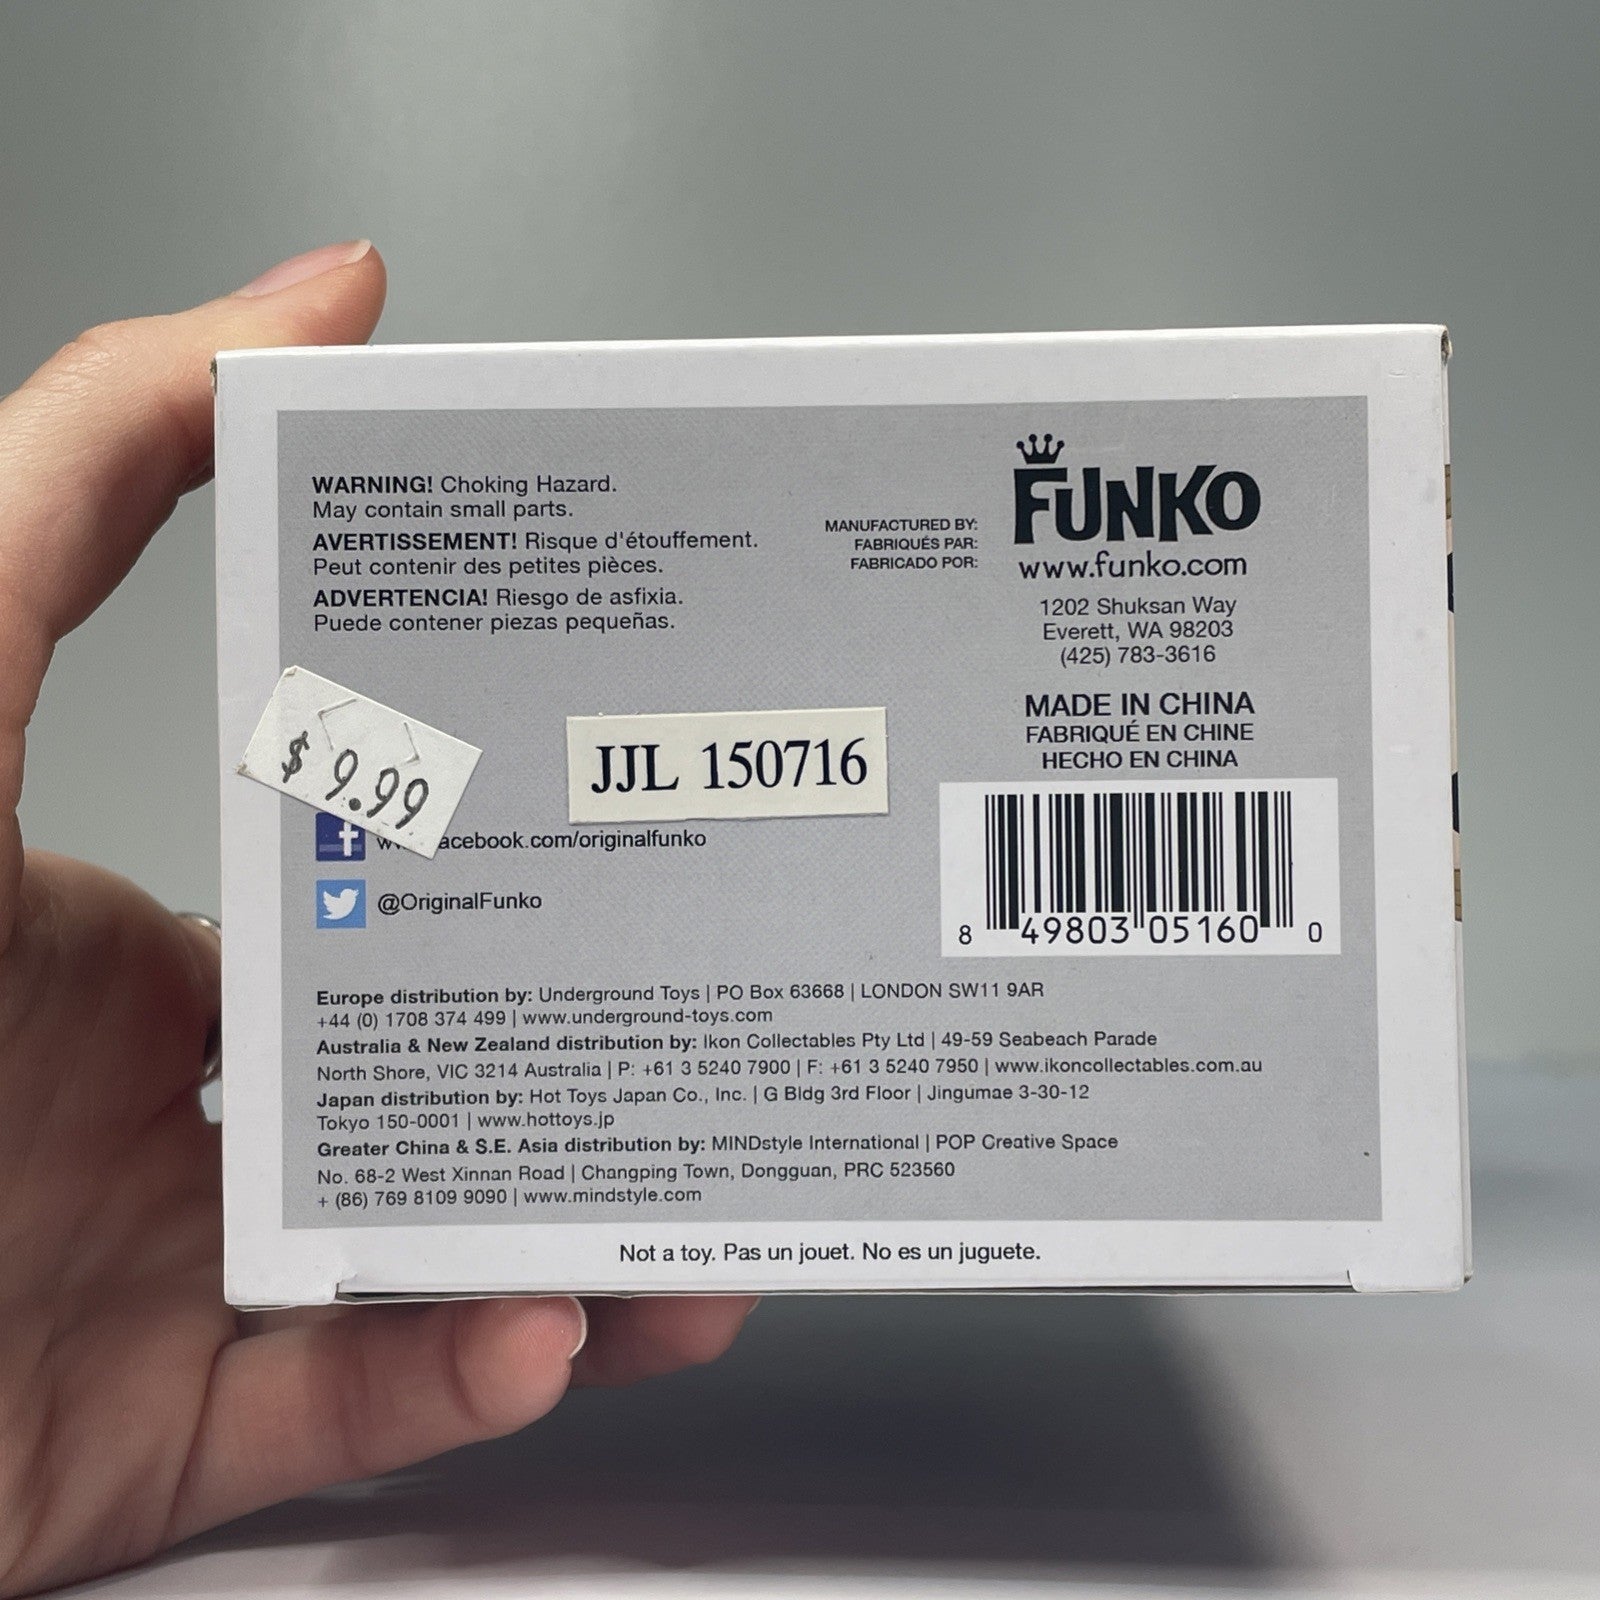 WARNING! Choking Hazard.
May contain small parts.
AVERTISSEMENT! Risque d'étouffement.
Peut contenir des petites pièces.
ADVERTENCIA! Riesgo de asfixia.
Puede contener piezas pequeñas.
MANUFACTURED BY:
FABRIQUÉS PAR:
FABRICADO POR:
FUNKO
www.funko.com
1202 Shuksan Way
Everett, WA 98203
(425) 783-3616
MADE IN CHINA
FABRIQUÉ EN CHINE
HECHO EN CHINA
$ 9.99
JJL 150716
acebook.com/originalfunko
@OriginalFunko
8 49803 05160 0
Europe distribution by: Underground Toys | PO Box 63668 | LONDON SW11 9AR
+44 (0) 1708 374 499 | www.underground-toys.com
Australia & New Zealand distribution by: Ikon Collectables Pty Ltd | 49-59 Seabeach Parade
North Shore, VIC 3214 Australia | P: +61 3 5240 7900 | F: +61 3 5240 7950 | www.ikoncollectables.com.au
Japan distribution by: Hot Toys Japan Co., Inc. | G Bldg 3rd Floor | Jingumae 3-30-12
Tokyo 150-0001 | www.hottoys.jp
Greater China & S.E. Asia distribution by: MINDstyle International | POP Creative Space
No. 68-2 West Xinnan Road | Changping Town, Dongguan, PRC 523560
+ (86) 769 8109 9090 | www.mindstyle.com
Not a toy. Pas un jouet. No es un juguete.